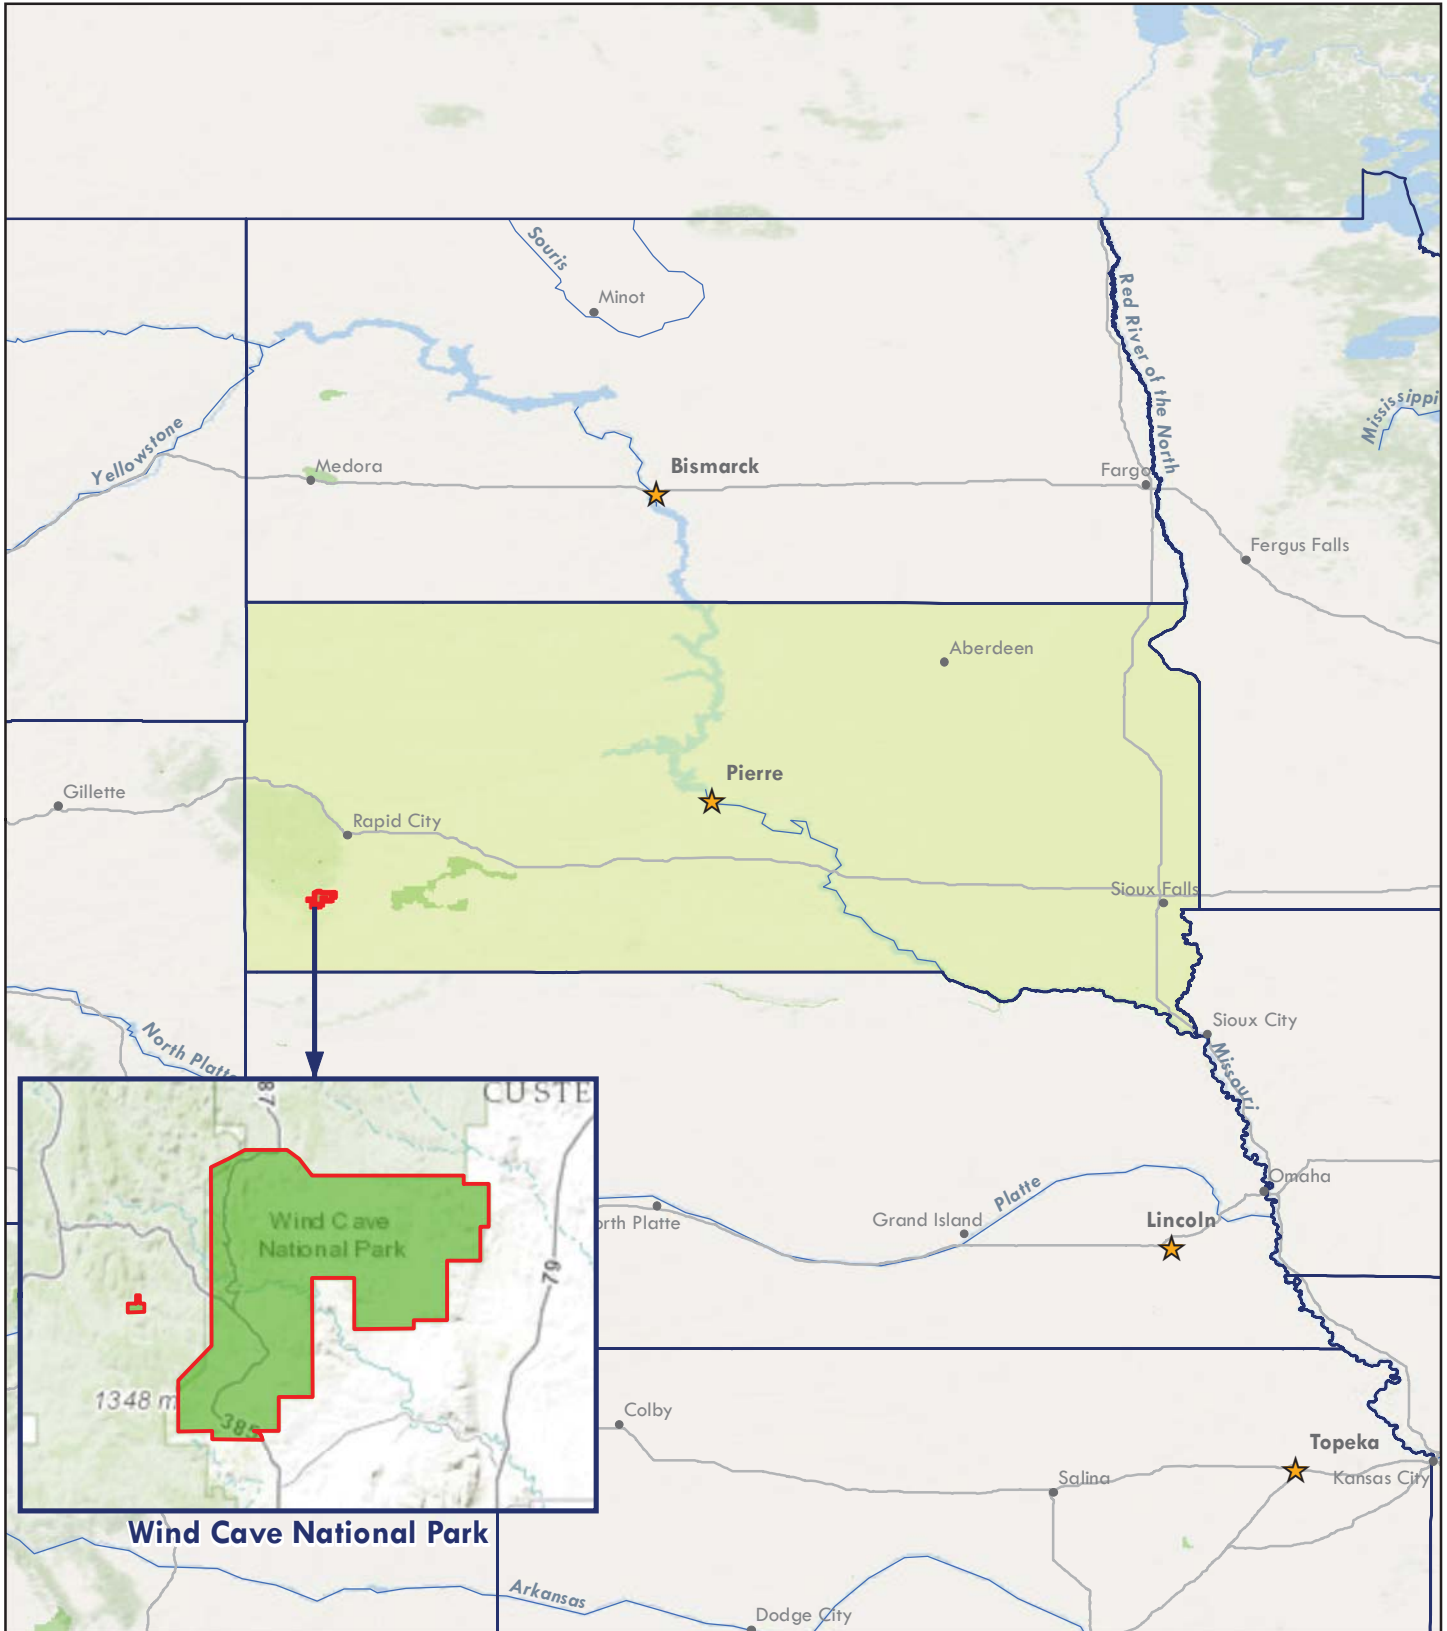 Souris
Minot
Red River of the North
Mississippi
Yellowstone
Medora
Bismarck
Fargo
Fergus Falls
Aberdeen
Pierre
Gillette
Rapid City
Sioux Falls
North Platte
Sioux City
Missouri
87
CUSTE
Wind Cave
National Park
79
1348 m
385
Omaha
Platte
orth Platte
Grand Island
Lincoln
Colby
Topeka
Salina
Kansas City
Wind Cave National Park
Arkansas
Dodge City